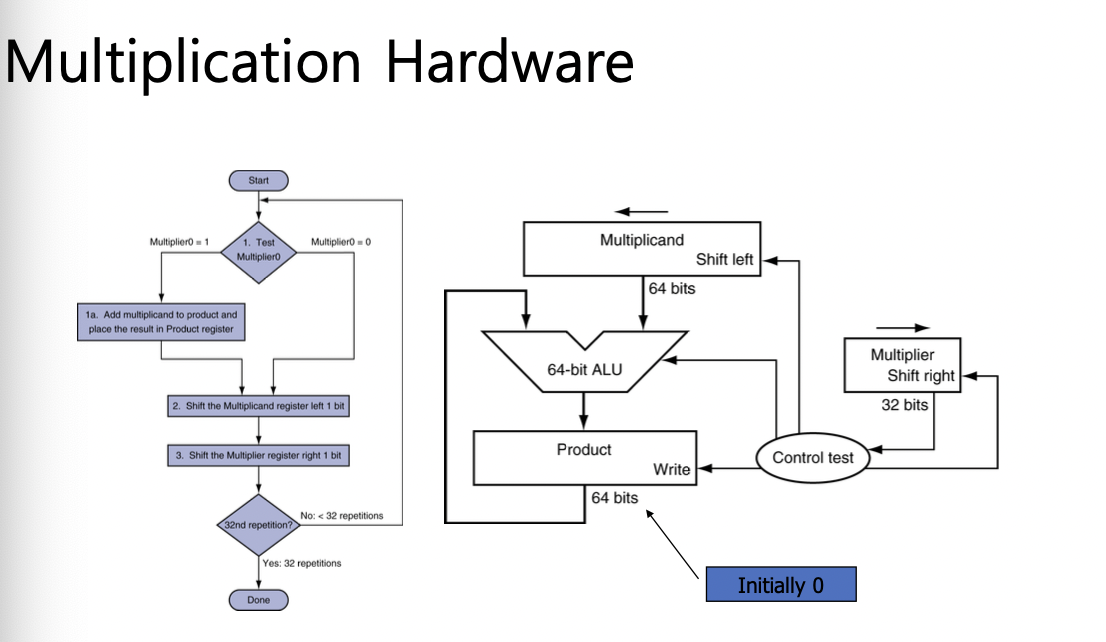 Multiplication Hardware
Start
Multiplier0 = 1
1. Test
Multiplier0
Multiplier0 = 0
1a. Add multiplicand to product and
place the result in Product register
2. Shift the Multiplicand register left 1 bit
3. Shift the Multiplier register right 1 bit
32nd repetition?
No: < 32 repetitions
Yes: 32 repetitions
Done
Multiplicand
Shift left
64 bits
64-bit ALU
Product
Write
64 bits
Multiplier
Shift right
32 bits
Control test
Initially 0